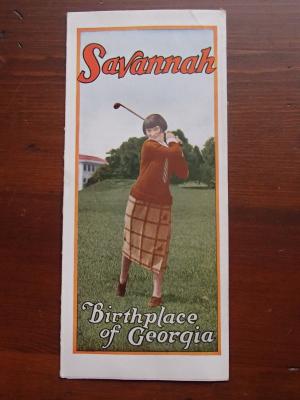 Savannah
Birthplace
of Georgia